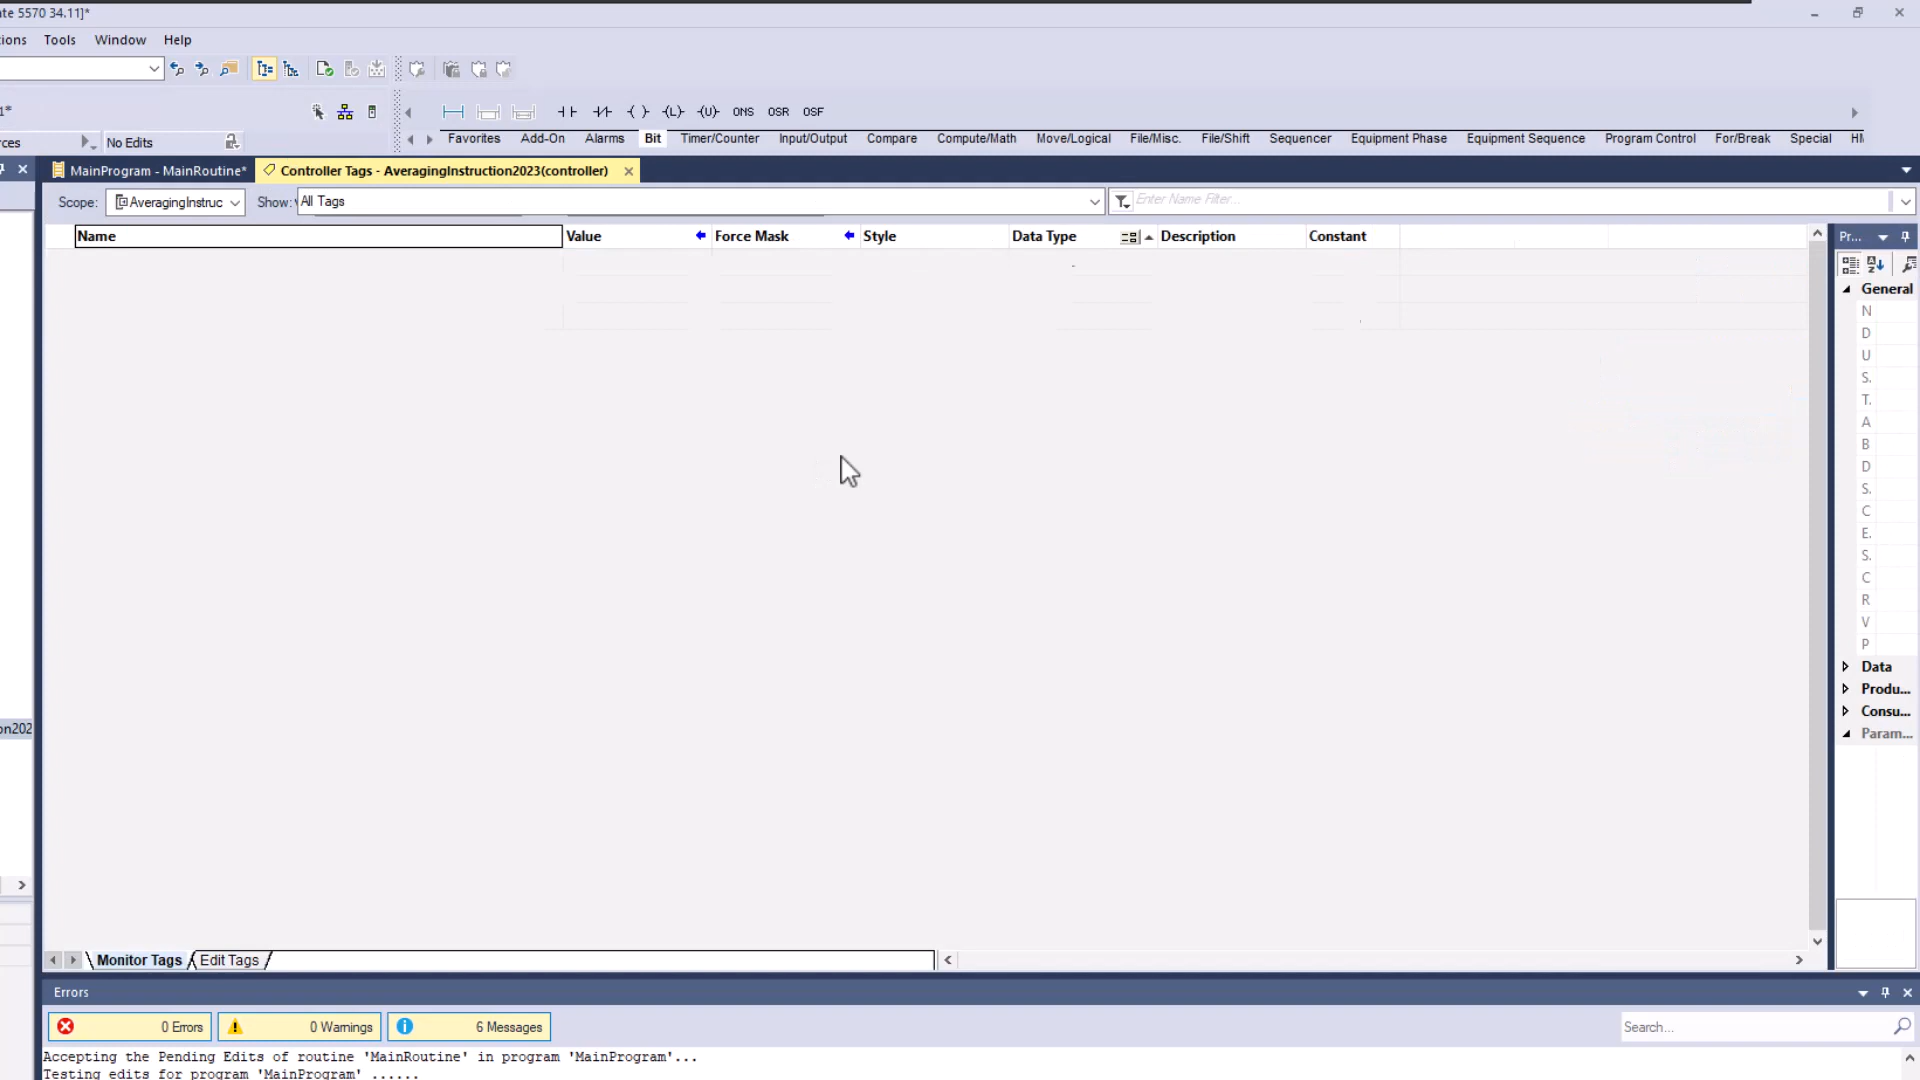 ate 5570 34.11]*
ions Tools Window Help
1*
ONS OSR OSF
ces No Edits
Favorites Add-On Alarms Bit Timer/Counter Input/Output Compare Compute/Math Move/Logical File/Misc. File/Shift Sequencer Equipment Phase Equipment Sequence Program Control For/Break Special
MainProgram - MainRoutine* Controller Tags - AveragingInstruction2023(controller)
Scope: AveragingInstruc Show: All Tags Enter Name Filter...
Name Value Force Mask Style Data Type Description Constant
Pr...
General
N
D
U
S.
T.
A
B
D
S.
C
E.
S.
C
R
V
P
Data
Produ...
Consu...
Param...
on202
Monitor Tags Edit Tags
Errors
0 Errors 0 Warnings 6 Messages Search...
Accepting the Pending Edits of routine 'MainRoutine' in program 'MainProgram'...
Testing edits for program 'MainProgram' ......